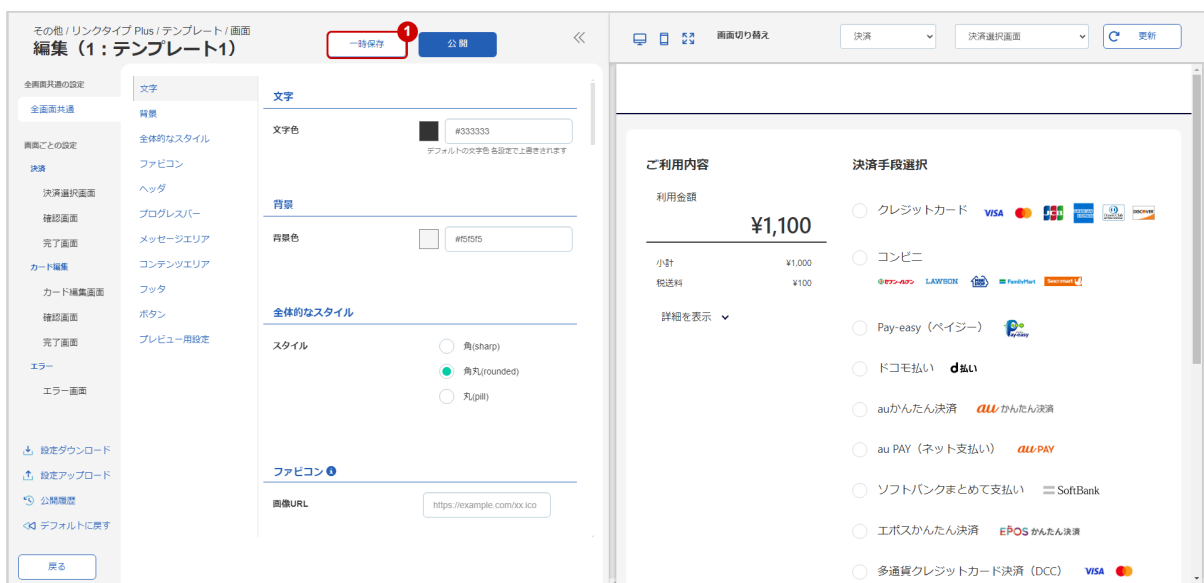 その他 / リンクタイプ Plus / テンプレート / 画面
編集（1：テンプレート1）
一時保存
1
公開
全画面共通の設定
全画面共通
画面ごとの設定
決済
決済選択画面
確認画面
完了画面
カード編集
カード編集画面
確認画面
完了画面
エラー
エラー画面
設定ダウンロード
設定アップロード
公開履歴
デフォルトに戻す
戻る
文字
背景
全体的なスタイル
ファビコン
ヘッダ
プログレスバー
メッセージエリア
コンテンツエリア
フッタ
ボタン
プレビュー用設定
文字
文字色
#333333
デフォルトの文字色 各設定で上書きされます
背景
背景色
#f5f5f5
全体的なスタイル
スタイル
角(sharp)
角丸(rounded)
丸(pill)
ファビコン
画像URL
https://example.com/xx.ico
画面切り替え
決済
決済選択画面
更新
ご利用内容
利用金額
¥1,100
小計 ¥1,000
税送料 ¥100
詳細を表示
決済手段選択
クレジットカード VISA JCB DISCOVER
コンビニ
セブン-イレブン LAWSON FamilyMart Seicomart
Pay-easy（ペイジー） Pay-easy
ドコモ払い d払い
auかんたん決済 au かんたん決済
au PAY（ネット支払い） au PAY
ソフトバンクまとめて支払い SoftBank
エポスかんたん決済 EPOS かんたん決済
多通貨クレジットカード決済（DCC） VISA